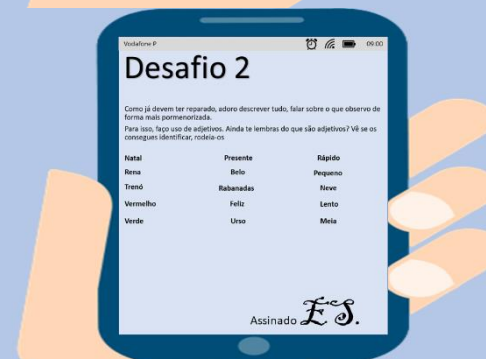 Vodafone P 09:00
Desafio 2
Como já devem ter reparado, adoro descrever tudo, falar sobre o que observo de
forma mais pormenorizada.
Para isso, faço uso de adjetivos. Ainda te lembras do que são adjetivos? Vê se os
consegues identificar, rodeia-os
Natal Presente Rápido
Rena Belo Pequeno
Trenó Rabanadas Neve
Vermelho Feliz Lento
Verde Urso Meia
Assinado E S.